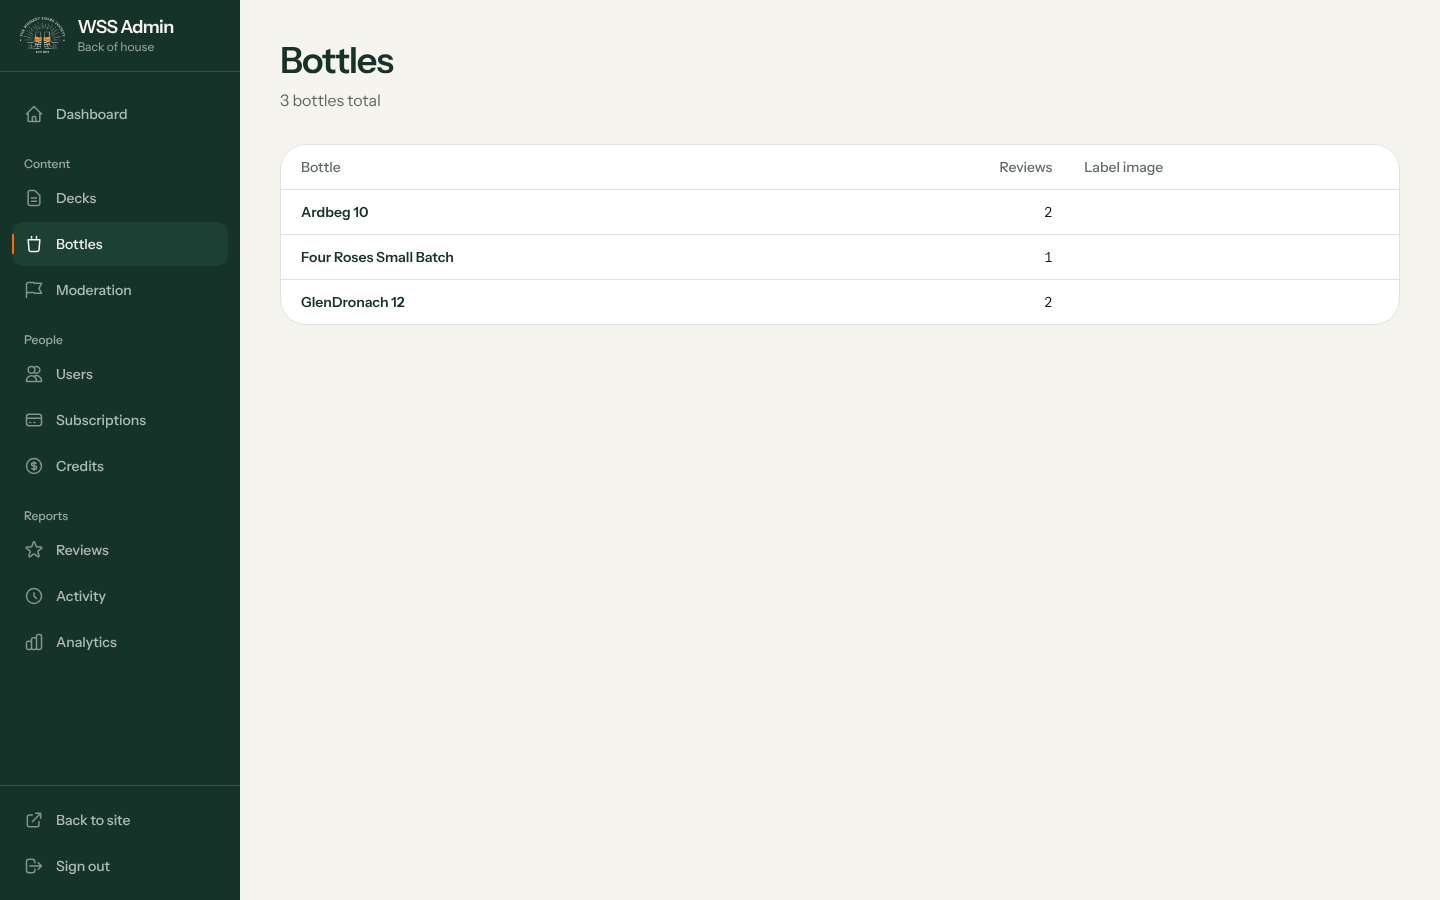 WSS Admin
Back of house
Dashboard
Content
Decks
Bottles
Moderation
People
Users
Subscriptions
Credits
Reports
Reviews
Activity
Analytics
Back to site
Sign out
Bottles
3 bottles total
Bottle Reviews Label image
Ardbeg 10 2
Four Roses Small Batch 1
GlenDronach 12 2